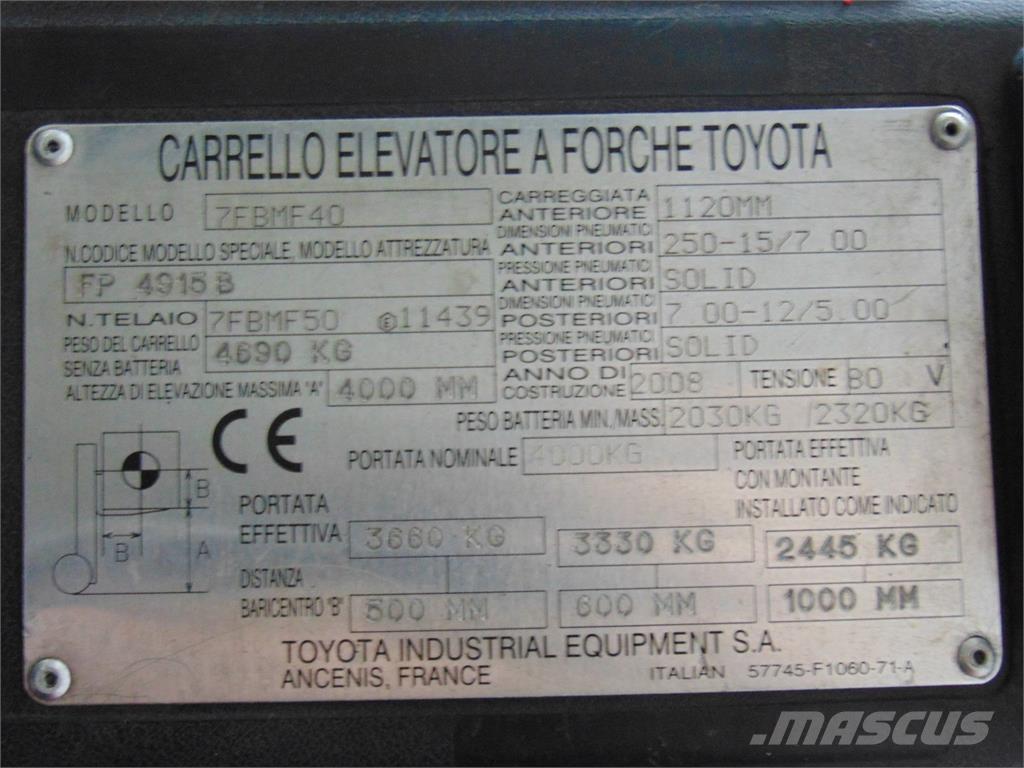 CARRELLO ELEVATORE A FORCHE TOYOTA
MODELLO 7FBMF40
N.CODICE MODELLO SPECIALE, MODELLO ATTREZZATURA
FP 4915 B
N.TELAIO 7FBMF50 ©11439
PESO DEL CARRELLO SENZA BATTERIA 4690 KG
ALTEZZA DI ELEVAZIONE MASSIMA "A" 4000 MM
CARREGGIATA ANTERIORE 1120MM
DIMENSIONI PNEUMATICI ANTERIORI 250-15/7.00
PRESSIONE PNEUMATICI ANTERIORI SOLID
DIMENSIONI PNEUMATICI POSTERIORI 7 00-12/5.00
PRESSIONE PNEUMATICI POSTERIORI SOLID
ANNO DI COSTRUZIONE 2008 TENSIONE 80 V
PESO BATTERIA MIN./MASS. 2030KG /2320KG
CE
PORTATA NOMINALE 4000KG
PORTATA EFFETTIVA
CON MONTANTE
INSTALLATO COME INDICATO
B
B
A
PORTATA
EFFETTIVA 3660 KG 3330 KG 2445 KG
DISTANZA
BARICENTRO "B" 500 MM 600 MM 1000 MM
TOYOTA INDUSTRIAL EQUIPMENT S.A.
ANCENIS, FRANCE
ITALIAN 57745-F1060-71-A
MASCUS